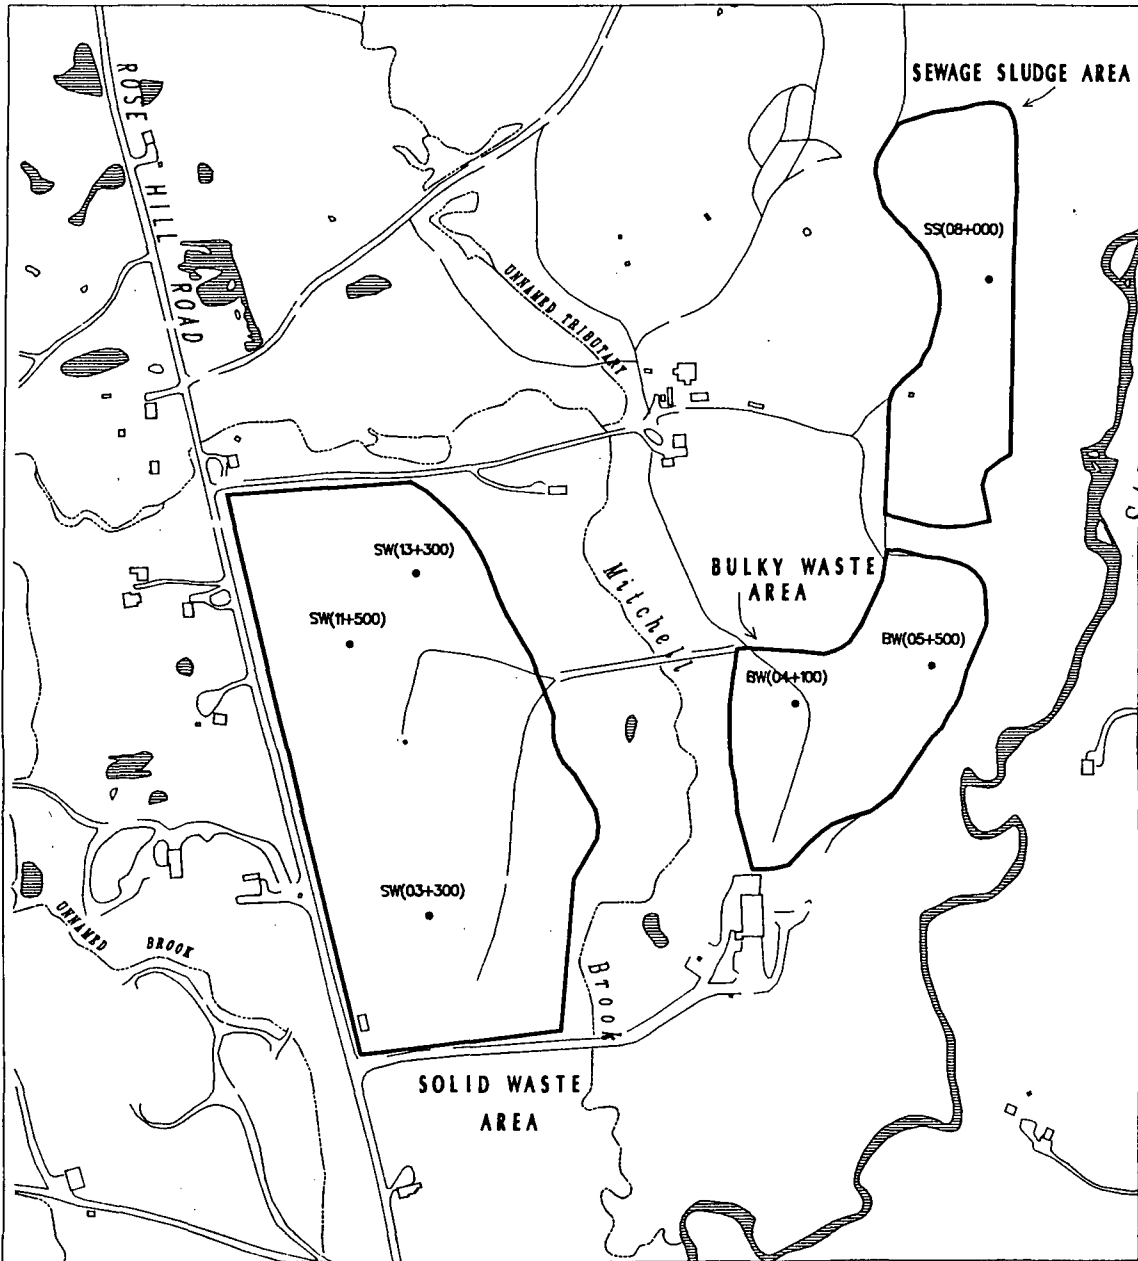 SEWAGE SLUDGE AREA
ROSE HILL ROAD
SS(08+000)
UNNAMED TRIBUTARY
SW(13+300)
BULKY WASTE
AREA
Mitchell
SW(11+500)
BW(05+500)
BW(04+100)
SW(03+300)
UNNAMED BROOK
Brook
SOLID WASTE
AREA